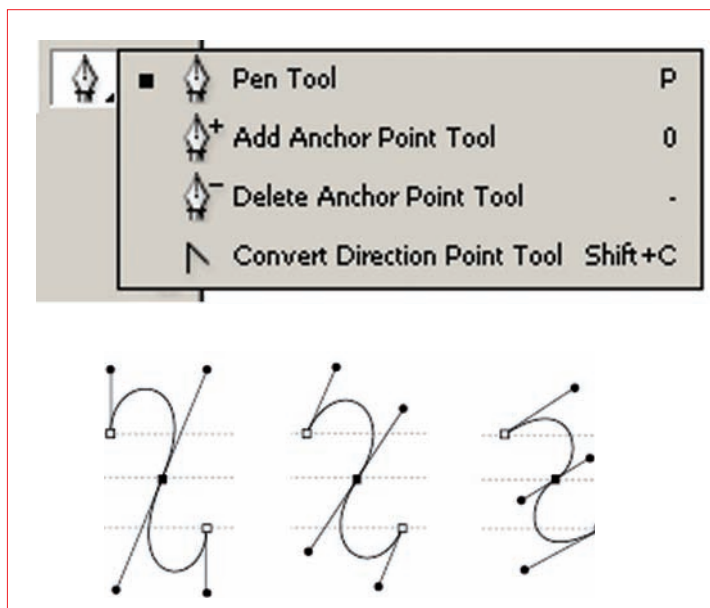 Pen Tool P
Add Anchor Point Tool 0
Delete Anchor Point Tool -
Convert Direction Point Tool Shift+C